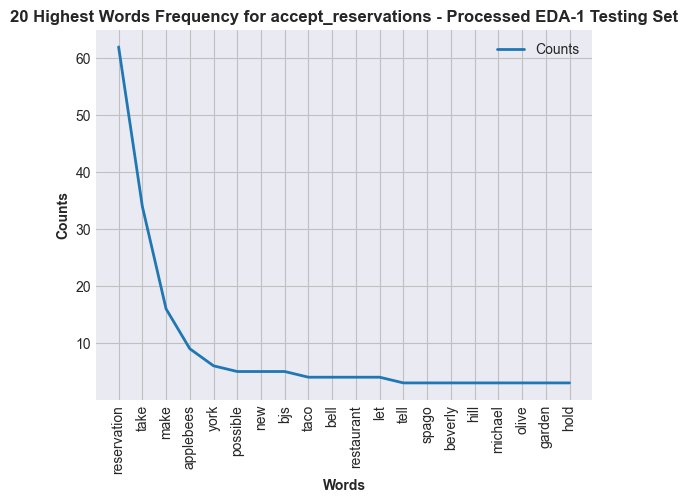 20 Highest Words Frequency for accept_reservations - Processed EDA-1 Testing Set
Counts
60
50
40
30
20
10
Counts
reservation
take
make
applebees
york
possible
new
bjs
taco
bell
restaurant
let
tell
spago
beverly
hill
michael
olive
garden
hold
Words